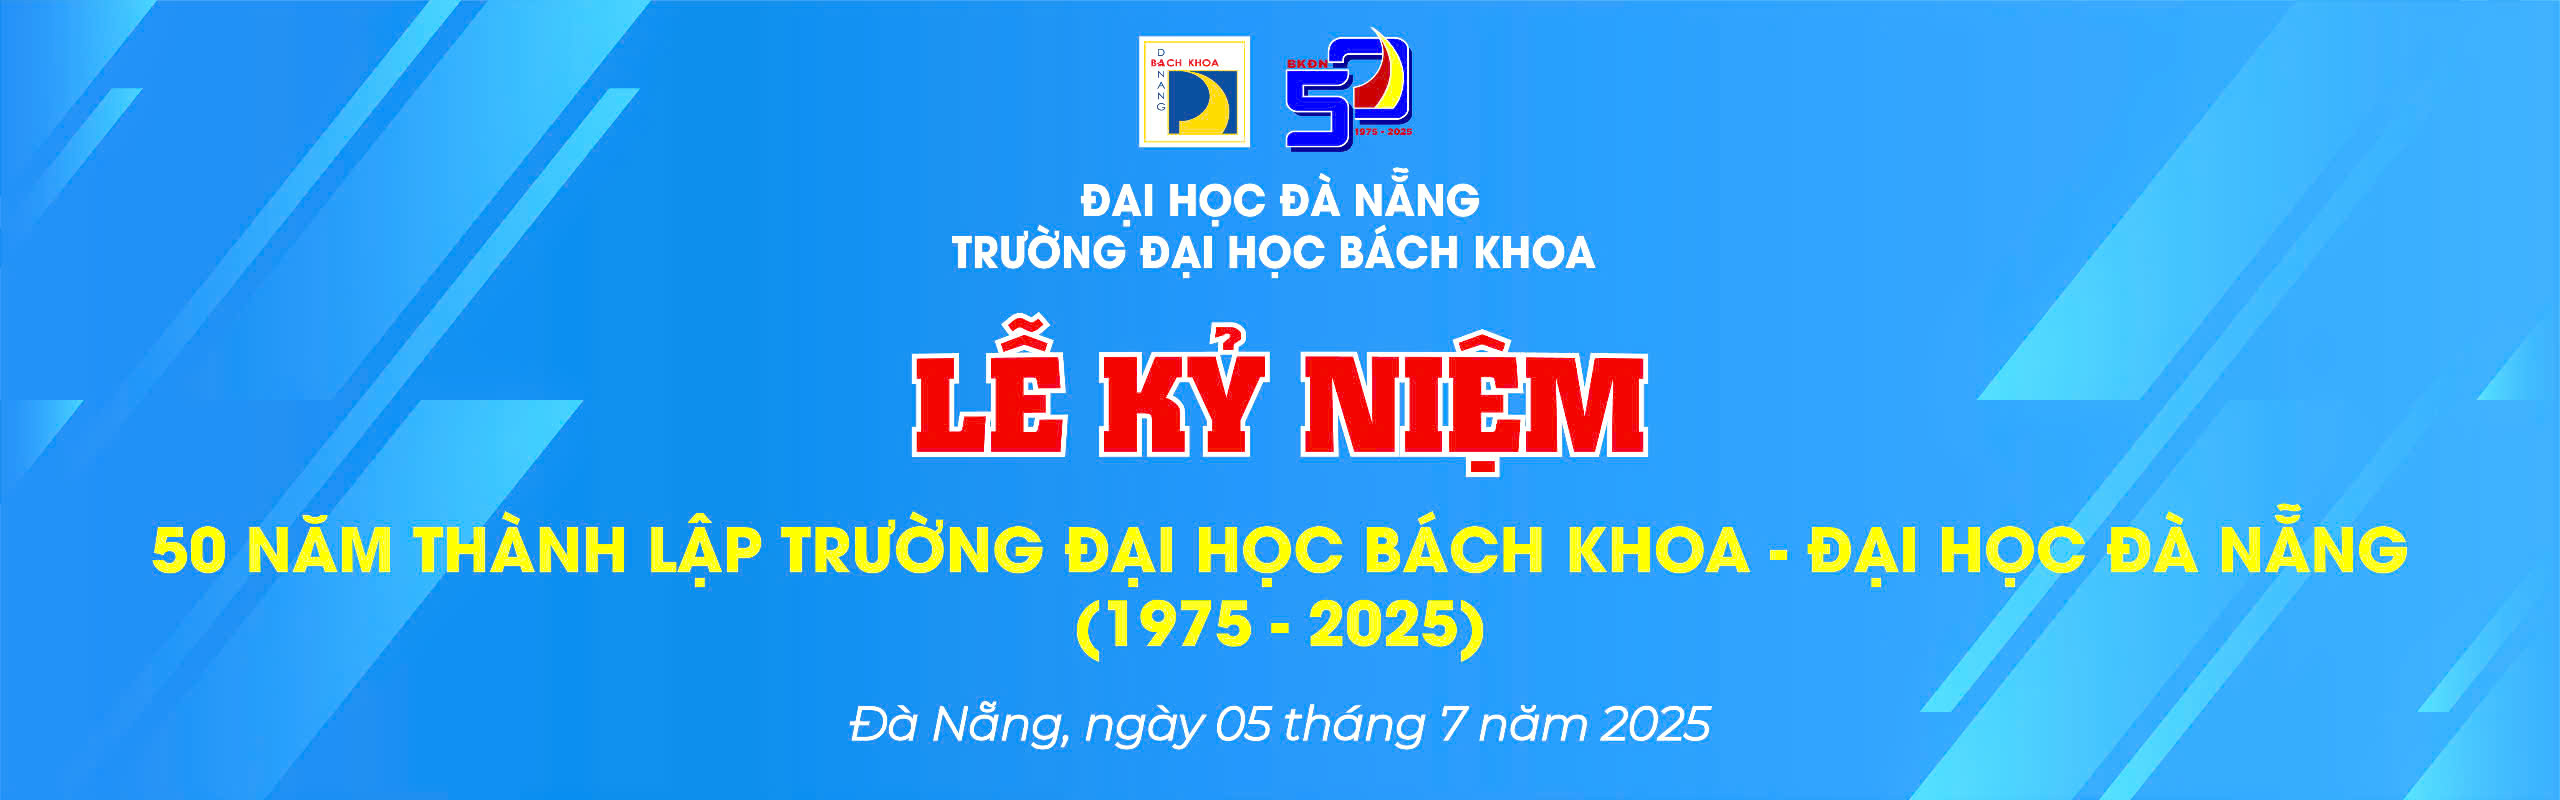 DANANG
BÁCH KHOA
BKĐN
50
1975 - 2025
ĐẠI HỌC ĐÀ NẴNG
TRƯỜNG ĐẠI HỌC BÁCH KHOA
LỄ KỶ NIỆM
50 NĂM THÀNH LẬP TRƯỜNG ĐẠI HỌC BÁCH KHOA - ĐẠI HỌC ĐÀ NẴNG
(1975 - 2025)
Đà Nẵng, ngày 05 tháng 7 năm 2025